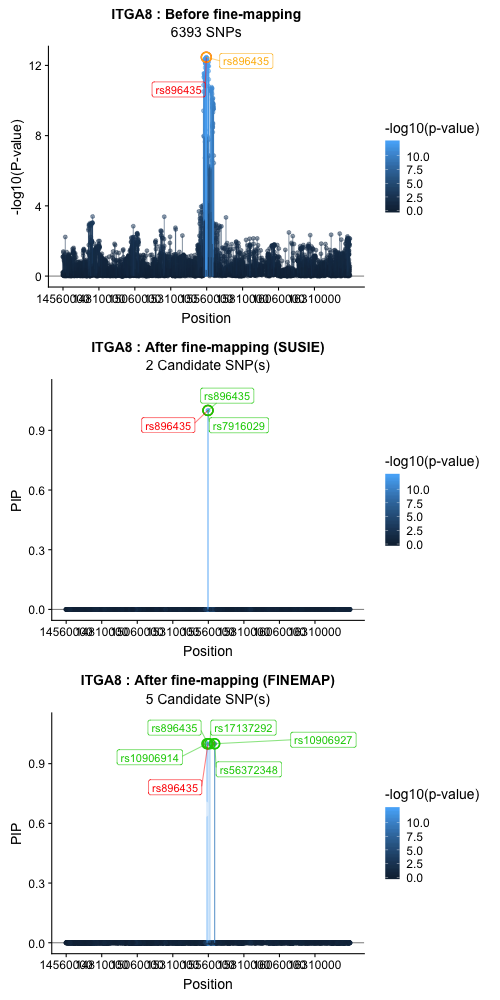 ITGA8 : Before fine-mapping
6393 SNPs
rs896435
rs896435
12
8
4
0
-log10(P-value)
Position
-log10(p-value)
10.0
7.5
5.0
2.5
0.0
ITGA8 : After fine-mapping (SUSIE)
2 Candidate SNP(s)
rs896435
rs896435
rs7916029
0.9
0.6
0.3
0.0
PIP
Position
-log10(p-value)
10.0
7.5
5.0
2.5
0.0
ITGA8 : After fine-mapping (FINEMAP)
5 Candidate SNP(s)
rs896435
rs17137292
rs10906927
rs10906914
rs56372348
rs896435
0.9
0.6
0.3
0.0
PIP
Position
-log10(p-value)
10.0
7.5
5.0
2.5
0.0